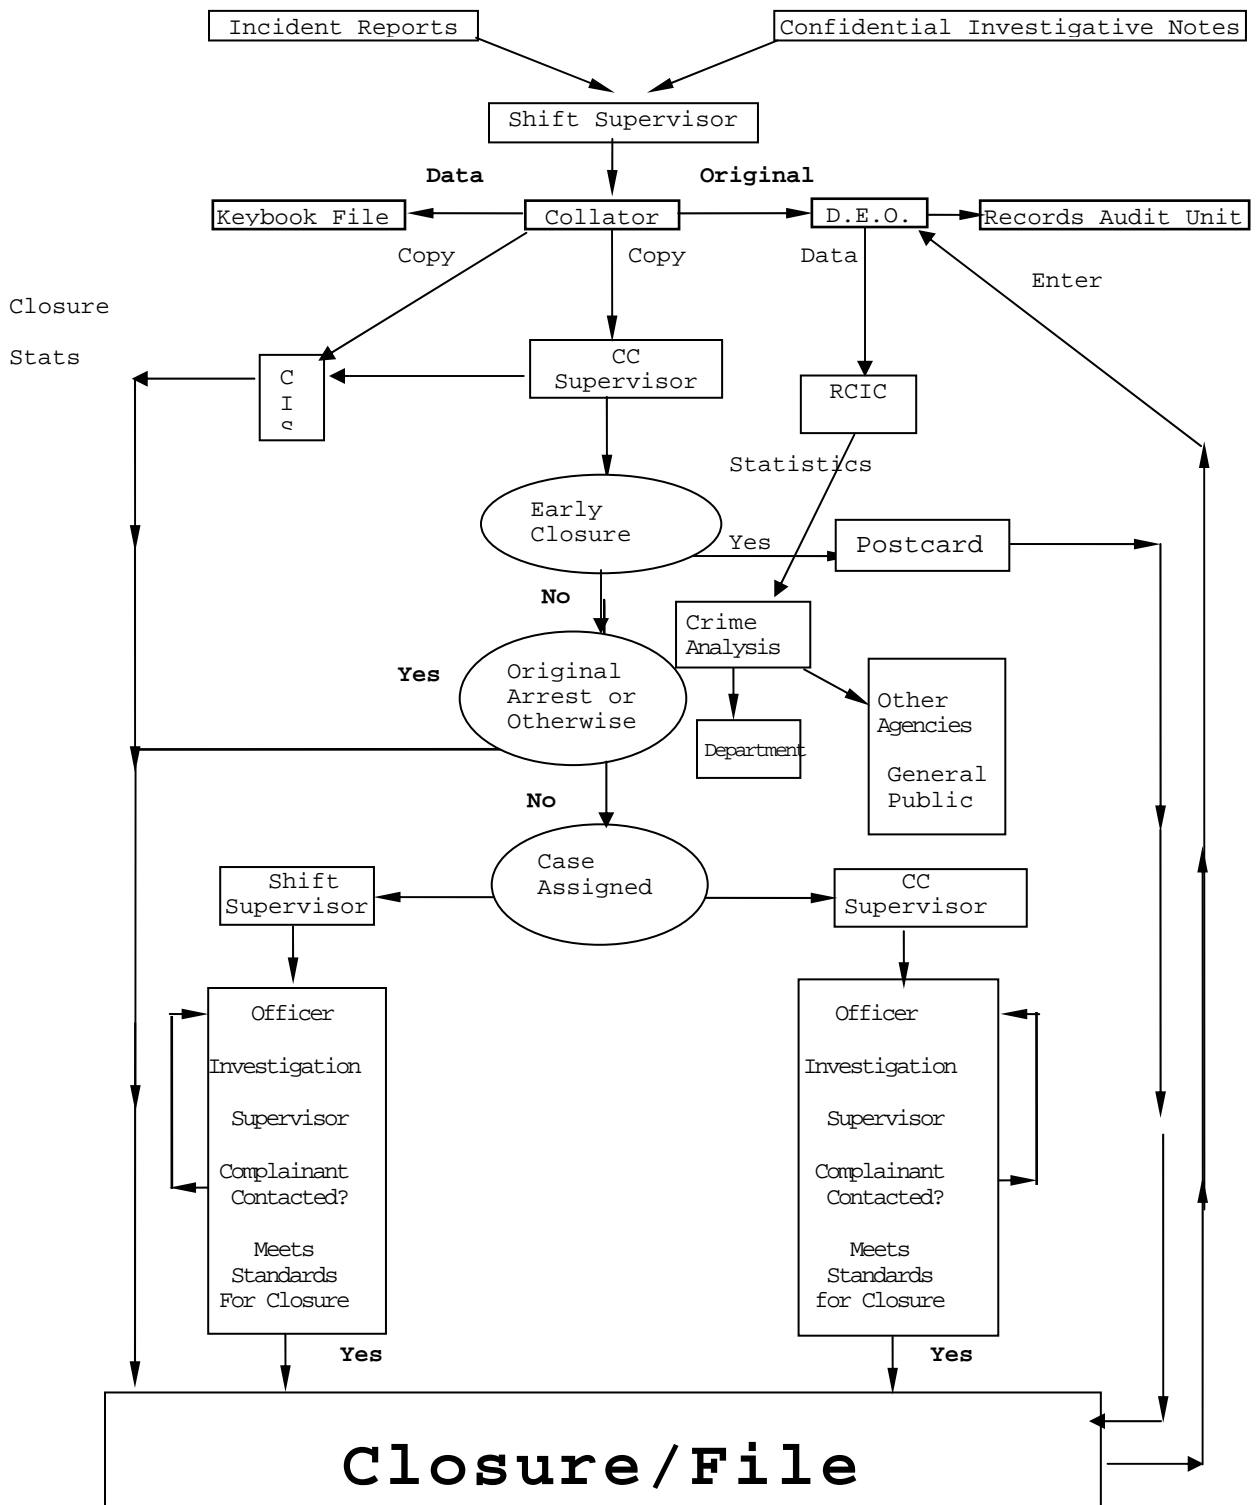 Incident Reports
Confidential Investigative Notes
Shift Supervisor
Data
Original
Keybook File
Collator
D.E.O.
Records Audit Unit
Copy
Copy
Data
Enter
Closure
Stats
CC
Supervisor
C
I
S
RCIC
Statistics
Early
Closure
Yes
Postcard
No
Crime
Analysis
Yes
Original
Arrest or
Otherwise
Other
Agencies
Department
General
Public
No
Case
Assigned
Shift
Supervisor
CC
Supervisor
Officer
Investigation
Supervisor
Complainant
Contacted?
Meets
Standards
For Closure
Officer
Investigation
Supervisor
Complainant
Contacted?
Meets
Standards
for Closure
Yes
Yes
Closure/File